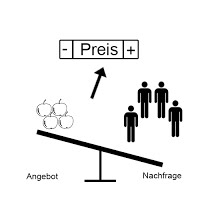 - Preis +
Angebot
Nachfrage